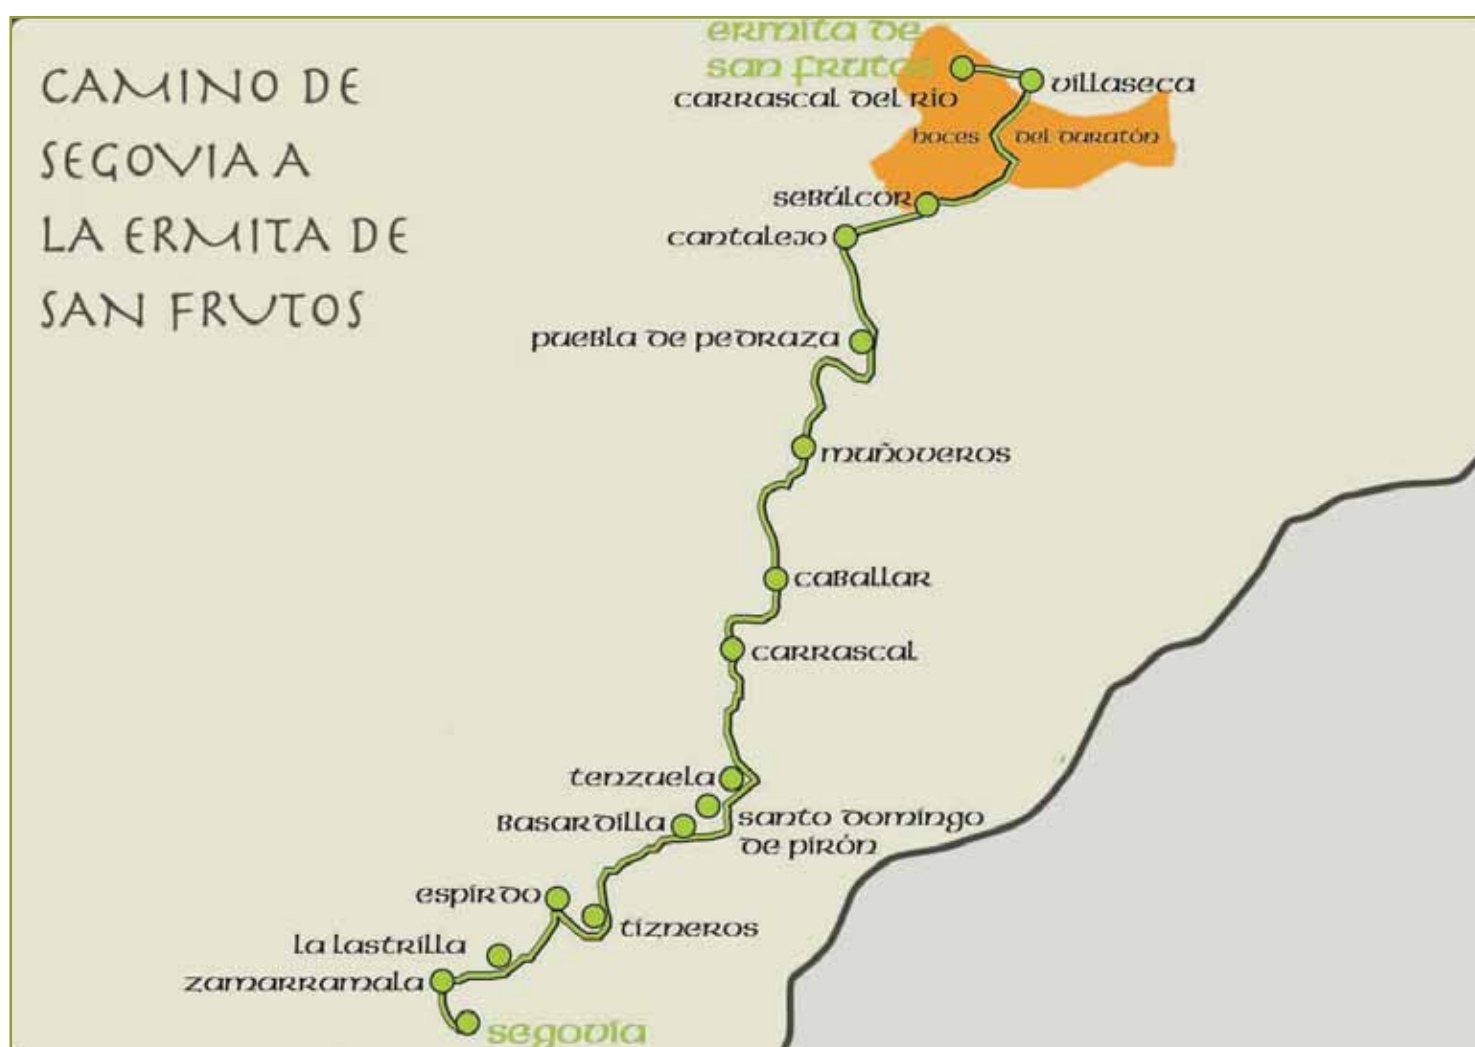 CAMINO DE
SEGOVIA A
LA ERMITA DE
SAN FRUTOS
ermita de
san frutos
carrascal del río
villaseca
hoces del duratón
sebúlcor
cantalejo
puebla de pedraza
muñoveros
caballar
carrascal
tenzuela
basardilla
santo domingo
de pirón
espirdo
tizneros
la lastrilla
zamarramala
segovia